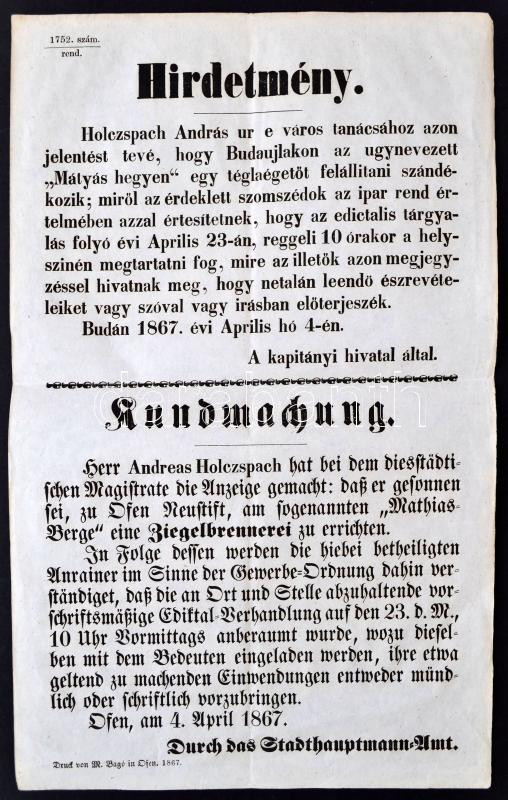 1752. szám.
rend.
Hirdetmény.
Holczspach András ur e város tanácsához azon
jelentést tevé, hogy Budaujlakon az ugynevezett
„Mátyás hegyen“ egy téglaégetöt felállitani szándé-
kozik; miröl az érdeklett szomszédok az ipar rend ér-
telmében azzal értesitetnek, hogy az edictalis tárgya-
lás folyó évi Aprilis 23-án, reggeli 10 órakor a hely-
szinén megtartatni fog, mire az illetök azon megjegy-
zéssel hivatnak meg, hogy netalán leendö észrevéte-
leiket vagy szóval vagy irásban elöterjeszék.
Budán 1867. évi Aprilis hó 4-én.
A kapitányi hivatal által.
Kundmachung.
Herr Andreas Holczspach hat bei dem diesstädti-
schen Magistrate die Anzeige gemacht: daß er gesonnen
sei, zu Ofen Neustift, am sogenannten „Mathias-
Berge“ eine Ziegelbrennerei zu errichten.
In Folge dessen werden die hiebei betheiligten
Anrainer im Sinne der Gewerbe-Ordnung dahin ver-
ständiget, daß die an Ort und Stelle abzuhaltende vor-
schriftsmäßige Ediktal-Verhandlung auf den 23. d. M.,
10 Uhr Vormittags anberaumt wurde, wozu diesel-
ben mit dem Bedeuten eingeladen werden, ihre etwa
geltend zu machenden Einwendungen entweder münd-
lich oder schriftlich vorzubringen.
Ofen, am 4. April 1867.
Durch das Stadthauptmann-Amt.
Druck von M. Bagó in Ofen. 1867.